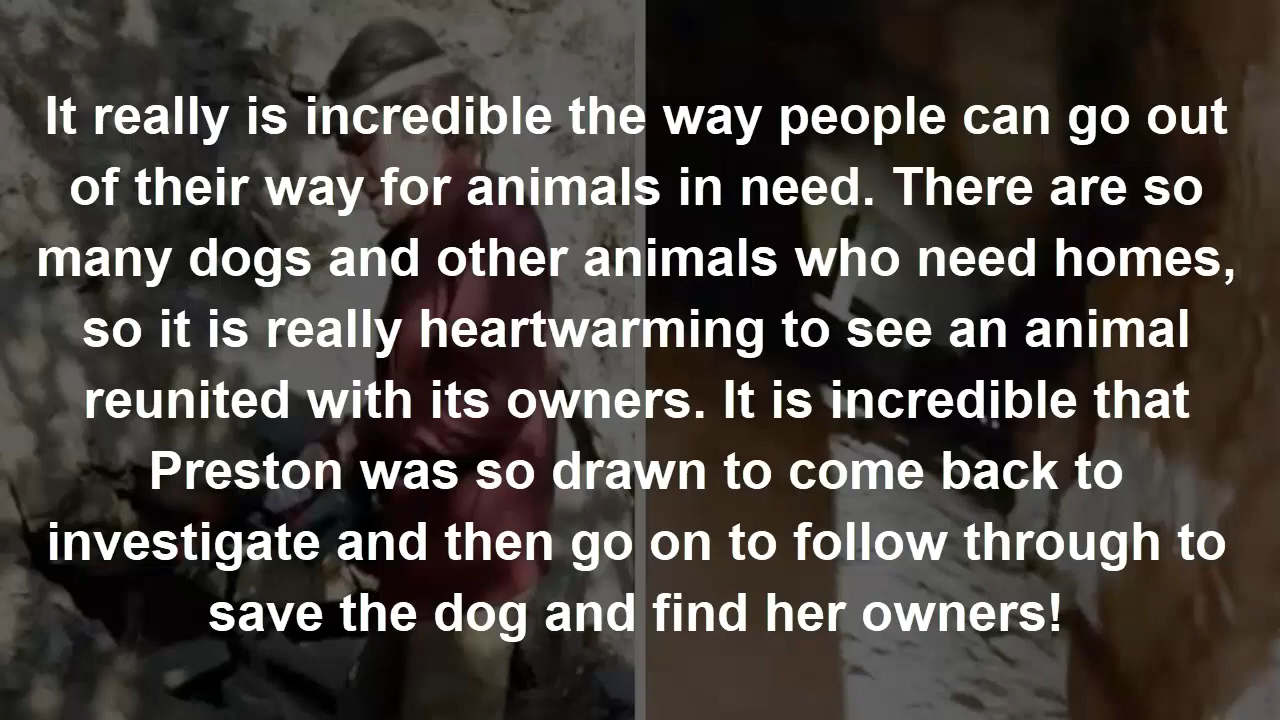 It really is incredible the way people can go out
of their way for animals in need. There are so
many dogs and other animals who need homes,
so it is really heartwarming to see an animal
reunited with its owners. It is incredible that
Preston was so drawn to come back to
investigate and then go on to follow through to
save the dog and find her owners!